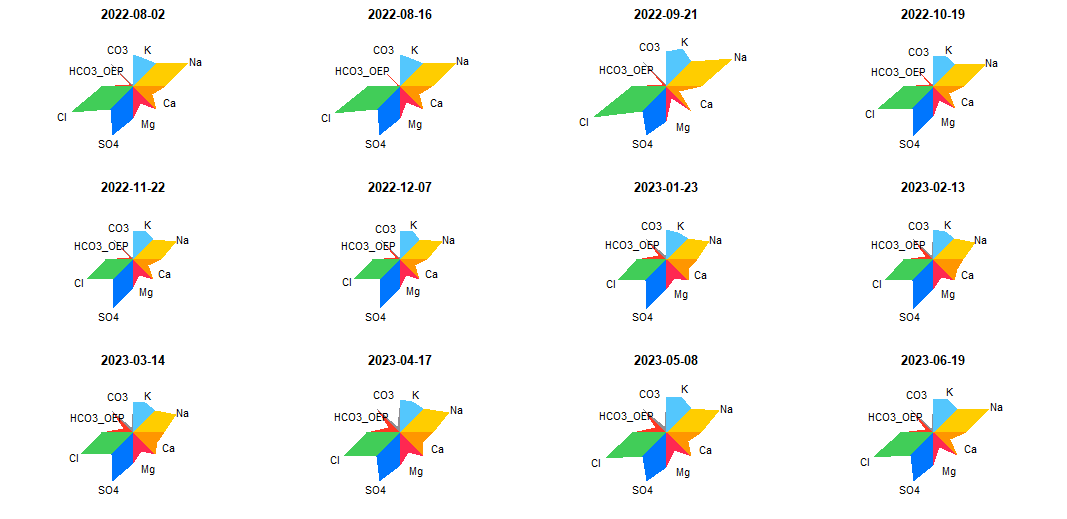 2022-08-02
2022-08-16
2022-09-21
2022-10-19
CO3 K
Na
HCO3_OEP
Ca
Cl
Mg
SO4
CO3 K
Na
HCO3_OEP
Ca
Cl
Mg
SO4
CO3 K
Na
HCO3_OEP
Ca
Cl
Mg
SO4
CO3 K
Na
HCO3_OEP
Ca
Cl
Mg
SO4
2022-11-22
2022-12-07
2023-01-23
2023-02-13
CO3 K
Na
HCO3_OEP
Ca
Cl
Mg
SO4
CO3 K
Na
HCO3_OEP
Ca
Cl
Mg
SO4
CO3 K
Na
HCO3_OEP
Ca
Cl
Mg
SO4
CO3 K
Na
HCO3_OEP
Ca
Cl
Mg
SO4
2023-03-14
2023-04-17
2023-05-08
2023-06-19
CO3 K
Na
HCO3_OEP
Ca
Cl
Mg
SO4
CO3 K
Na
HCO3_OEP
Ca
Cl
Mg
SO4
CO3 K
Na
HCO3_OEP
Ca
Cl
Mg
SO4
CO3 K
Na
HCO3_OEP
Ca
Cl
Mg
SO4